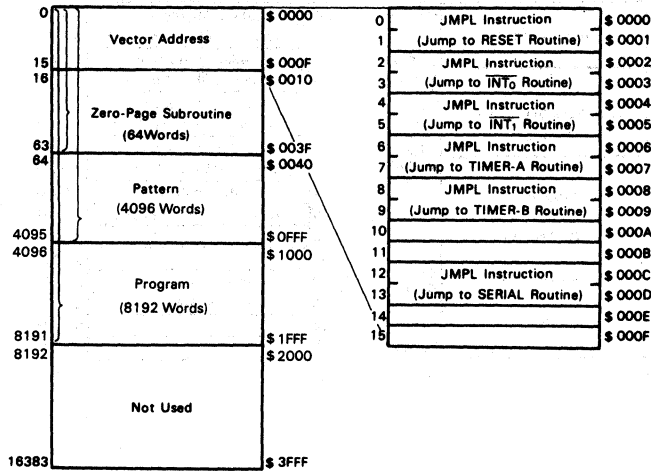 0
$ 0000
Vector Address
15
$ 000F
16
$ 0010
Zero-Page Subroutine
(64Words)
63
$ 003F
64
$ 0040
Pattern
(4096 Words)
4095
$ 0FFF
4096
$ 1000
Program
(8192 Words)
8191
$ 1FFF
8192
$ 2000
Not Used
16383
$ 3FFF
0 JMPL Instruction $ 0000
1 (Jump to RESET Routine) $ 0001
2 JMPL Instruction $ 0002
3 (Jump to INT0 Routine) $ 0003
4 JMPL Instruction $ 0004
5 (Jump to INT1 Routine) $ 0005
6 JMPL Instruction $ 0006
7 (Jump to TIMER-A Routine) $ 0007
8 JMPL Instruction $ 0008
9 (Jump to TIMER-B Routine) $ 0009
10 $ 000A
11 $ 000B
12 JMPL Instruction $ 000C
13 (Jump to SERIAL Routine) $ 000D
14 $ 000E
15 $ 000F